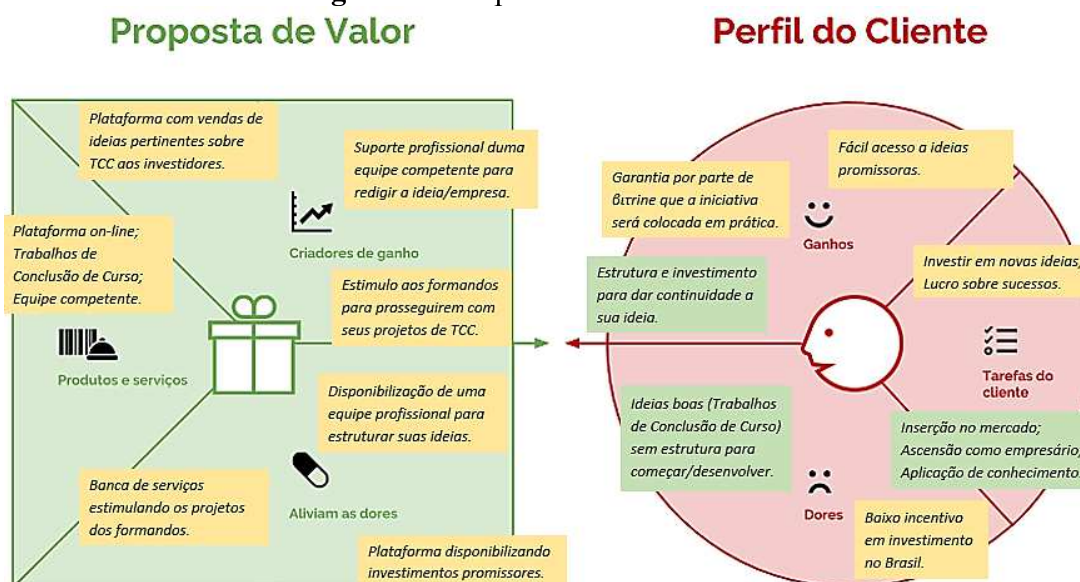 Proposta de Valor
Perfil do Cliente
Plataforma com vendas de
ideias pertinentes sobre
TCC aos investidores.
Suporte profissional duma
equipe competente para
redigir a ideia/empresa.
Criadores de ganho
Plataforma on-line;
Trabalhos de
Conclusão de Curso;
Equipe competente.
Produtos e serviços
Estimulo aos formandos
para prosseguirem com
seus projetos de TCC.
Disponibilização de uma
equipe profissional para
estruturar suas ideias.
Aliviam as dores
Banca de serviços
estimulando os projetos
dos formandos.
Plataforma disponibilizando
investimentos promissores.
Fácil acesso a ideias
promissoras.
Garantia por parte de
βιτrine que a iniciativa
será colocada em prática.
Ganhos
Estrutura e investimento
para dar continuidade a
sua ideia.
Investir em novas ideias;
Lucro sobre sucessos.
Tarefas do
cliente
Ideias boas (Trabalhos
de Conclusão de Curso)
sem estrutura para
começar/desenvolver.
Inserção no mercado;
Ascensão como empresário;
Aplicação de conhecimento.
Dores
Baixo incentivo
em investimento
no Brasil.